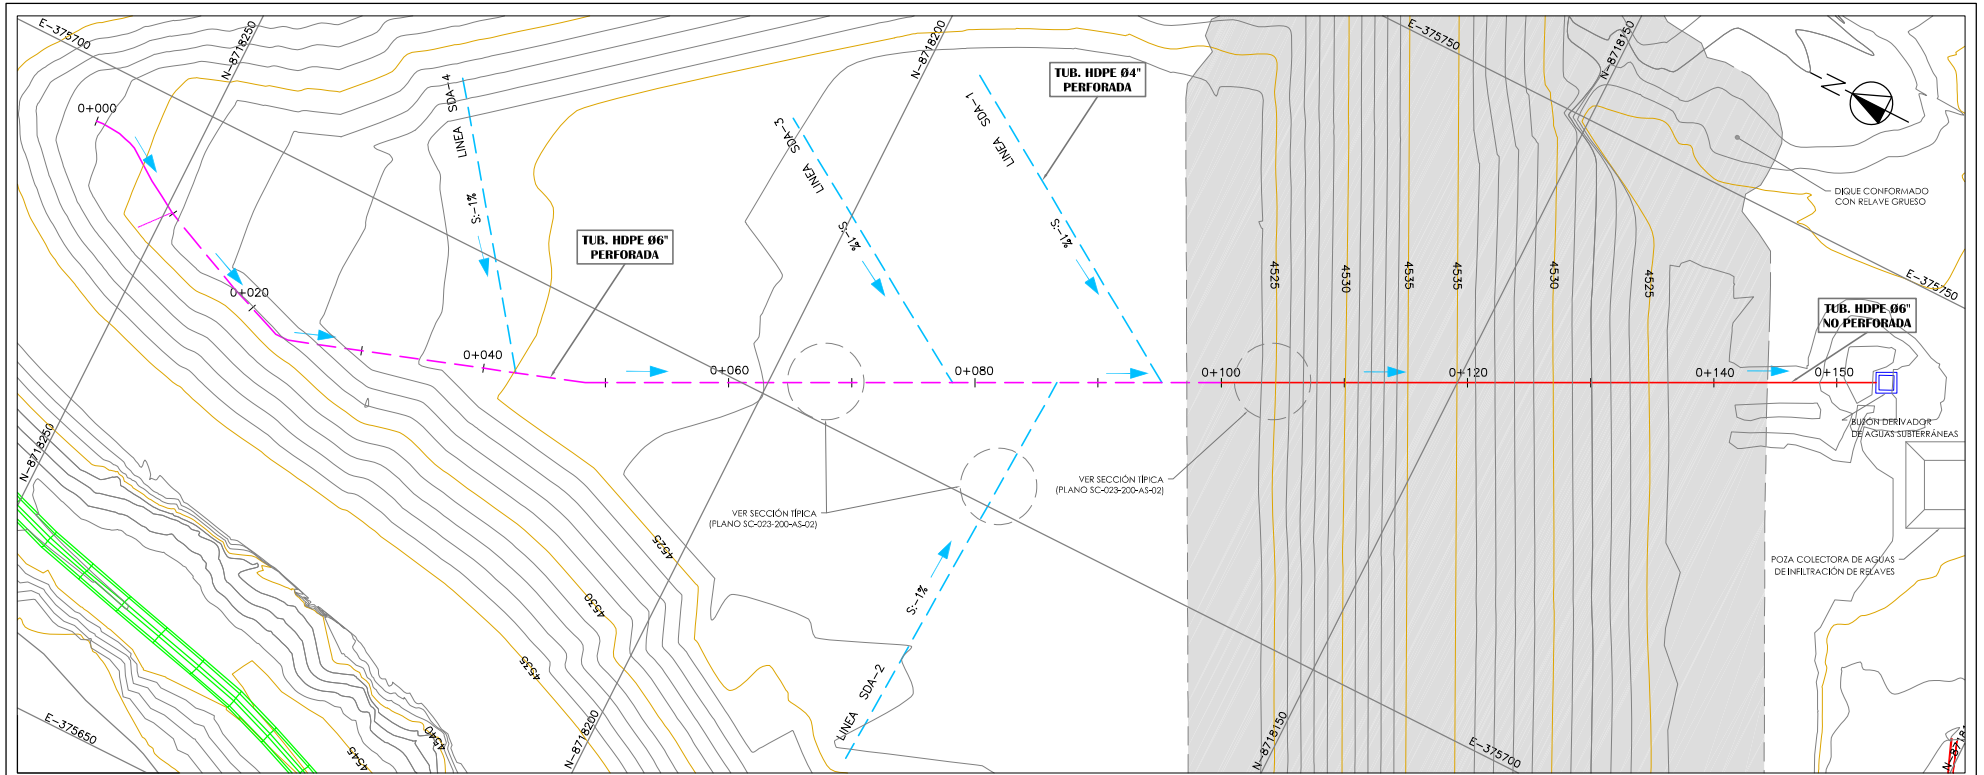 E-375700
N-8718250
N-8718200
E-375750
N-8718150
N
0+000
LINEA SDA-4
S:-1%
LINEA SDA-3
S:-1%
LINEA SDA-1
S:-1%
TUB. HDPE Ø4"
PERFORADA
DIQUE CONFORMADO
CON RELAVE GRUESO
TUB. HDPE Ø6"
PERFORADA
0+020
0+040
0+060
0+080
0+100
0+120
0+140
0+150
4525
4530
4535
4535
4530
4525
E-375750
TUB. HDPE Ø6"
NO PERFORADA
BUZÓN DERIVADOR
DE AGUAS SUBTERRÁNEAS
N-8718250
VER SECCIÓN TÍPICA
(PLANO SC-023-200-AS-02)
VER SECCIÓN TÍPICA
(PLANO SC-023-200-AS-02)
POZA COLECTORA DE AGUAS
DE INFILTRACIÓN DE RELAVES
4525
4530
4535
4540
4545
S:-1%
LINEA SDA-2
E-375650
N-8718200
N-8718150
E-375700